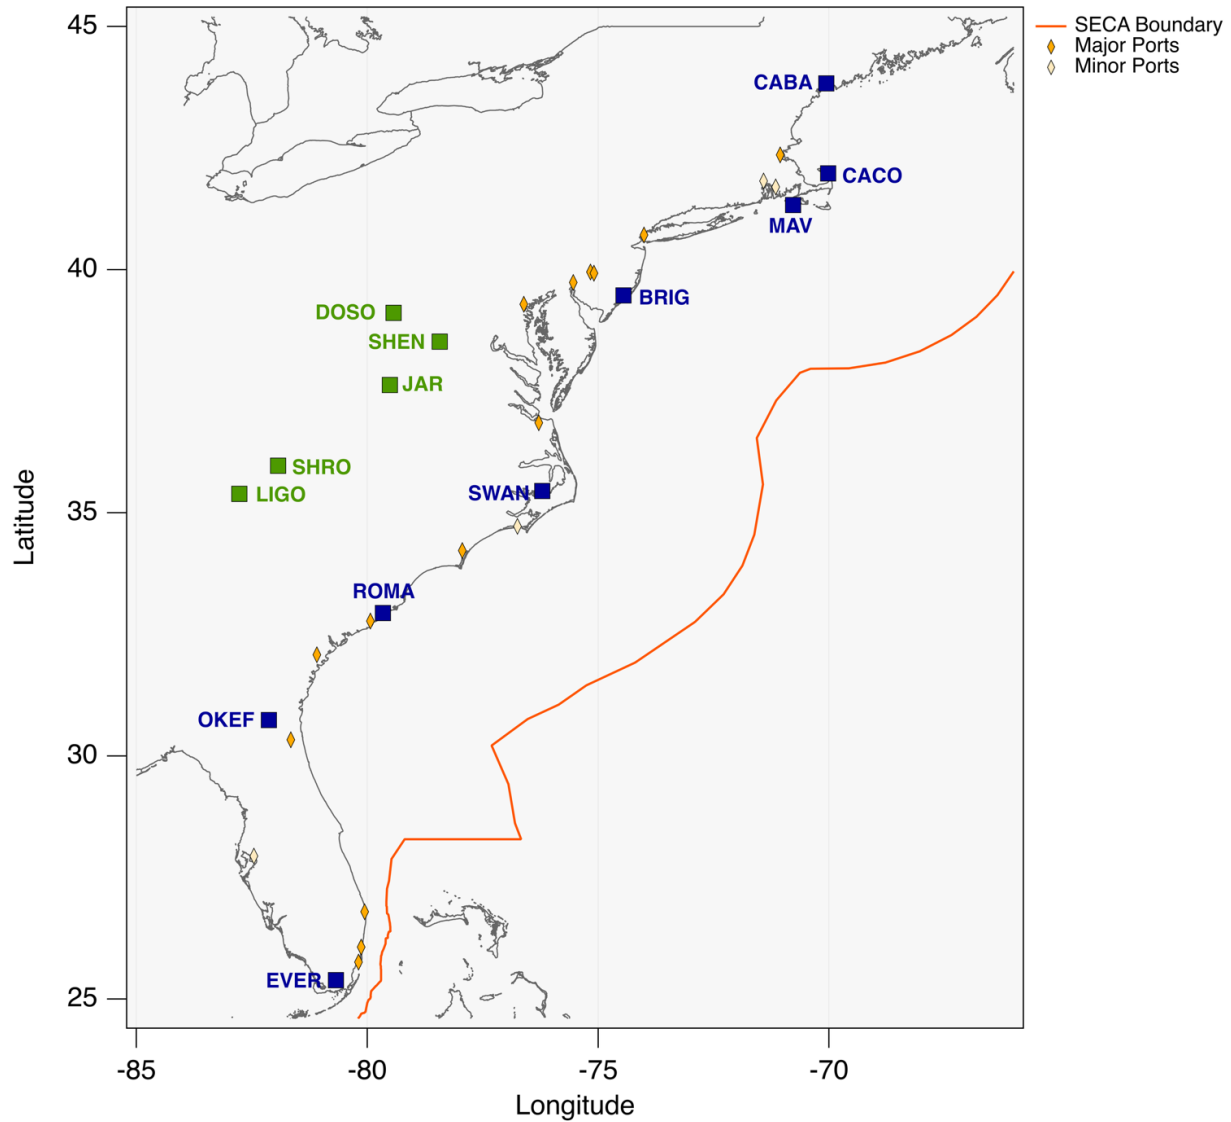 45
SECA Boundary
Major Ports
Minor Ports
CABA
CACO
MAV
40
BRIG
DOSO
SHEN
JAR
SHRO
LIGO
SWAN
35
ROMA
OKEF
30
EVER
25
Latitude
-85
-80
-75
-70
Longitude